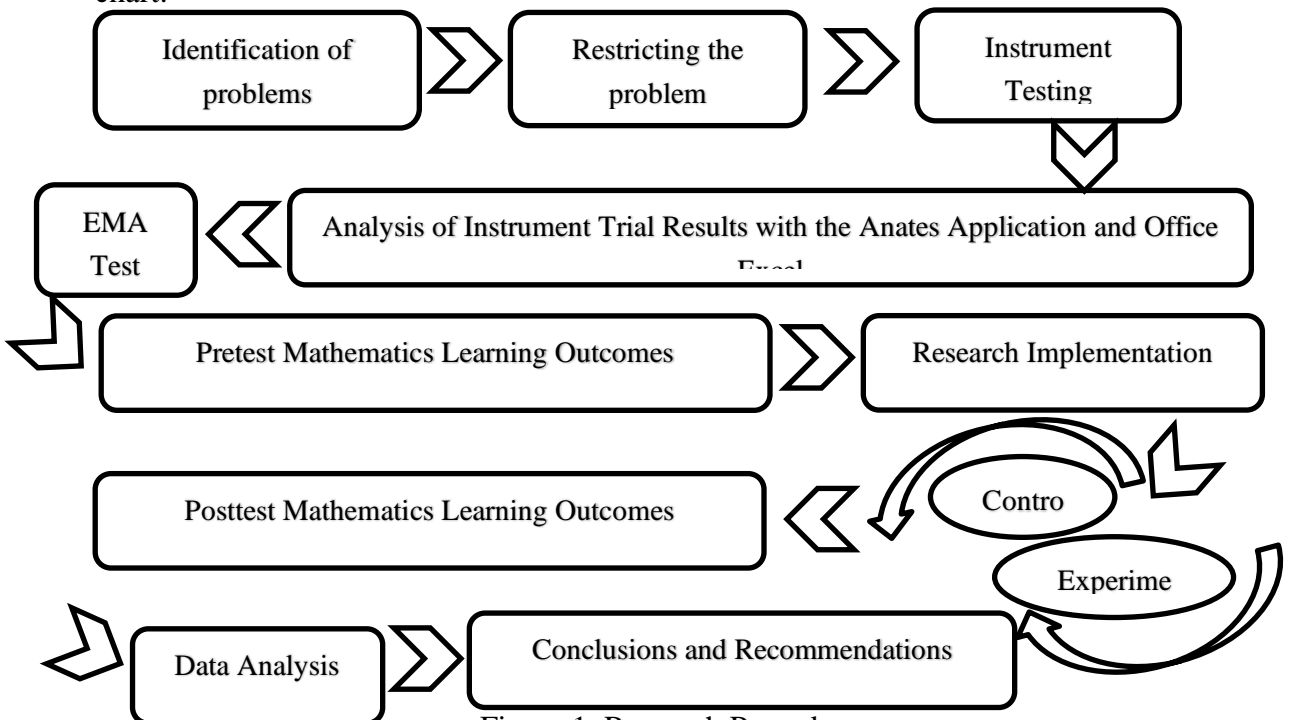 chart.
Identification of
problems
Restricting the
problem
Instrument
Testing
EMA
Test
Analysis of Instrument Trial Results with the Anates Application and Office
Excel
Pretest Mathematics Learning Outcomes
Research Implementation
Posttest Mathematics Learning Outcomes
Contro
Experime
Data Analysis
Conclusions and Recommendations
Figure 1. Research